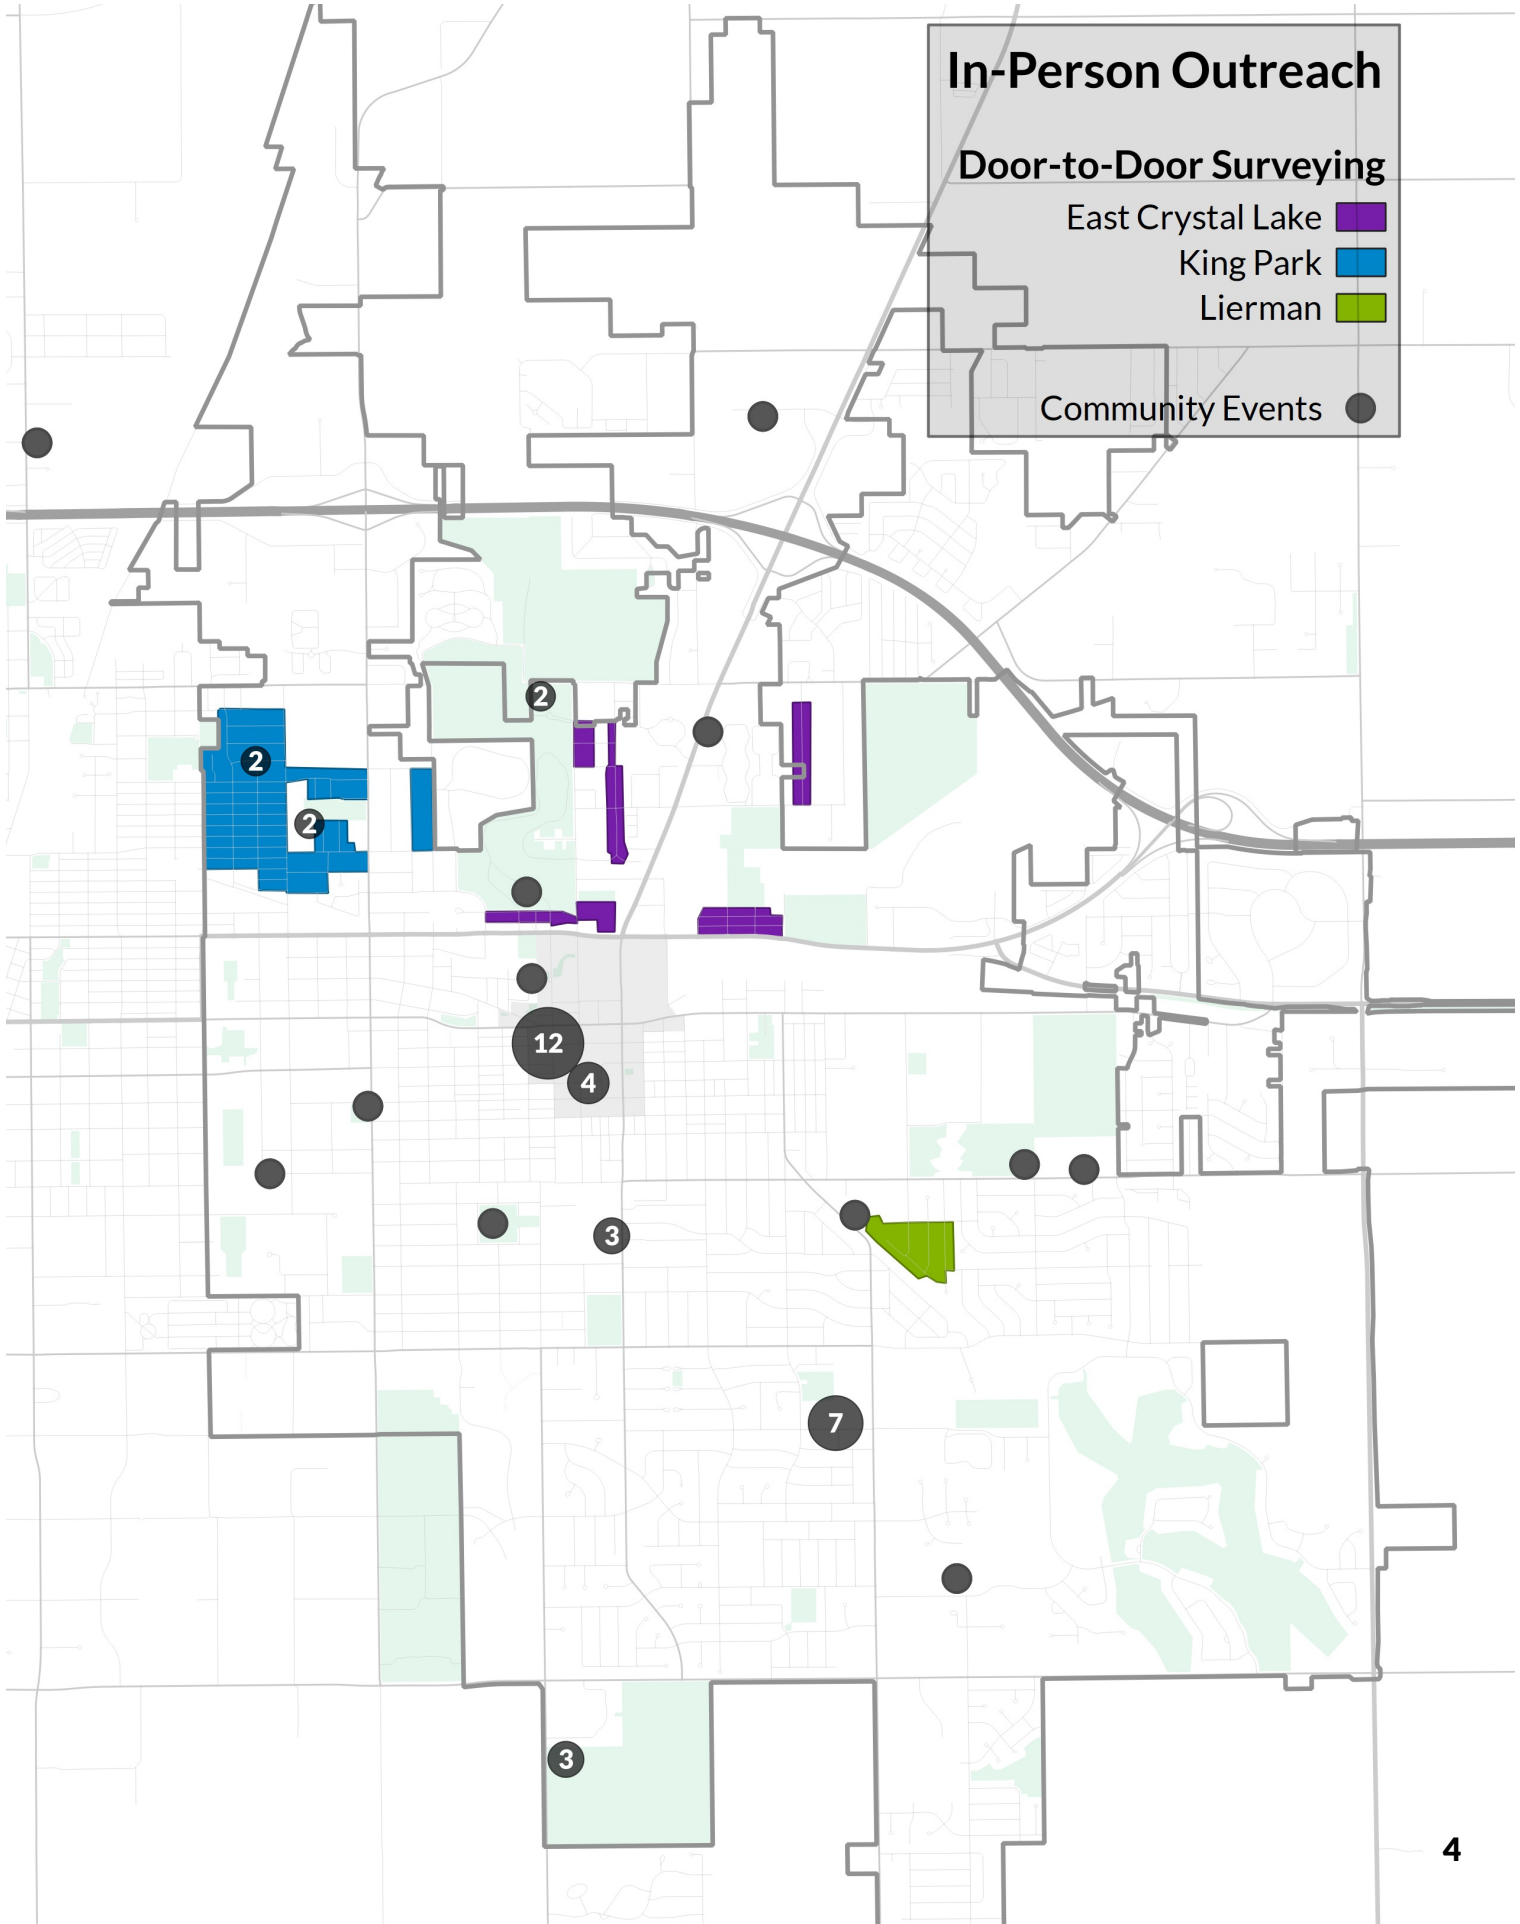 In-Person Outreach
Door-to-Door Surveying
East Crystal Lake
King Park
Lierman
Community Events
2
2
2
12
4
3
7
3
4